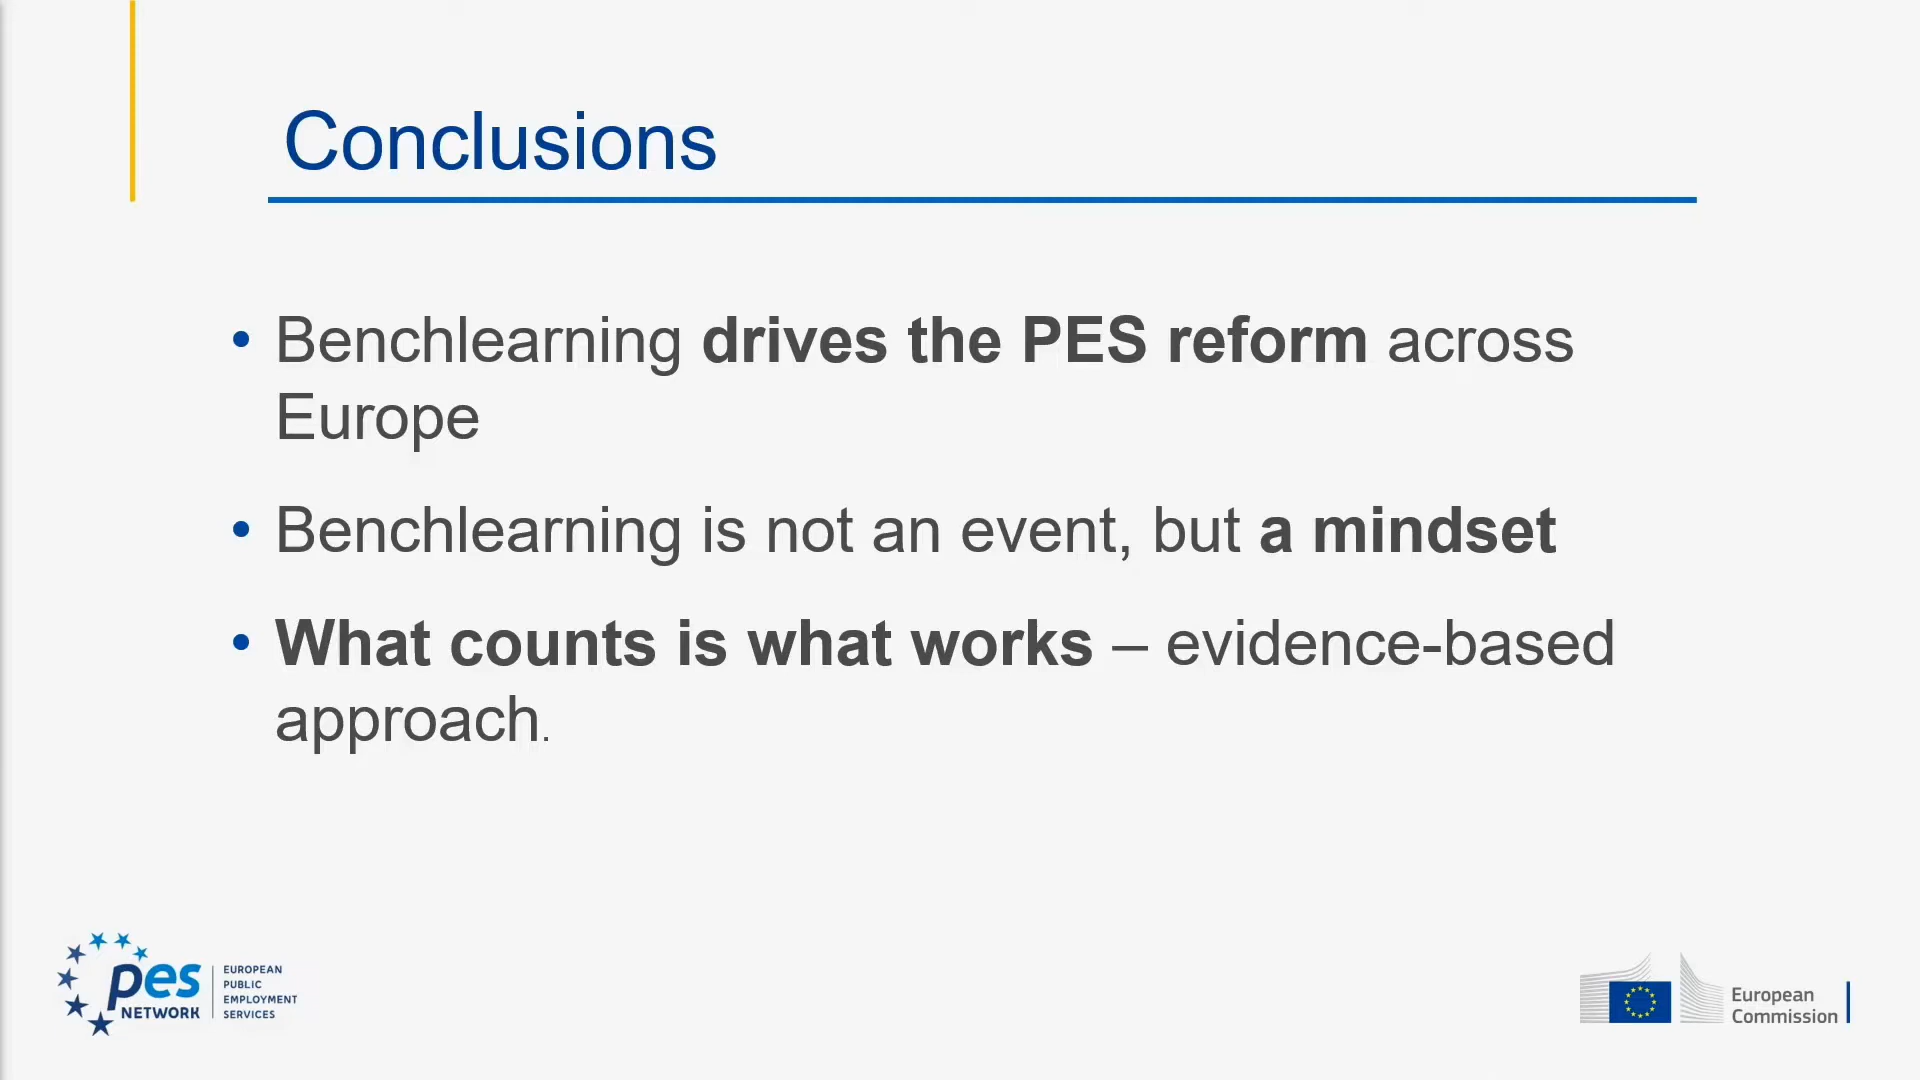 Conclusions
• Benchlearning drives the PES reform across
Europe
• Benchlearning is not an event, but a mindset
• What counts is what works – evidence-based
approach.
pes
NETWORK
EUROPEAN
PUBLIC
EMPLOYMENT
SERVICES
European
Commission